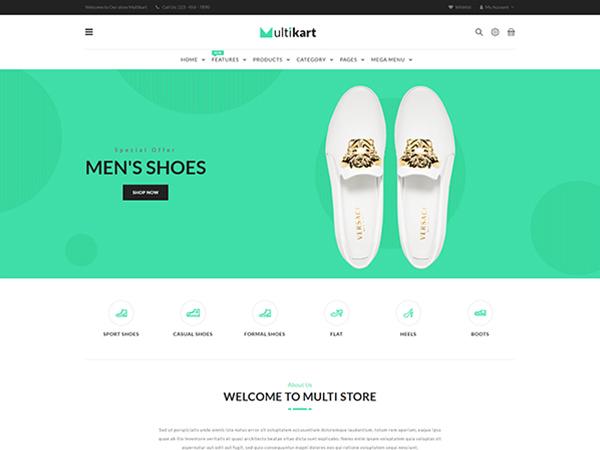 Welcome to Our store Multikart Call Us: 123 - 456 - 7890 Wishlist My Account
Multikart
NEW
HOME FEATURES PRODUCTS CATEGORY PAGES MEGA MENU
Special Offer
MEN'S SHOES
SHOP NOW
VERSACE VERSACE
SPORT SHOES CASUAL SHOES FORMAL SHOES FLAT HEELS BOOTS
About Us
WELCOME TO MULTI STORE
Sed ut perspiciatis unde omnis iste natus error sit voluptatem accusantium doloremque laudantium, totam rem aperiam, eaque ipsa
quae ab illo inventore veritatis et quasi architecto beatae vitae dicta sunt explicabo. Nemo enim ipsam voluptatem quia voluptas sit
aspernatur aut odit aut fugit, sed quia consequuntur magni dolores eos qui ratione voluptatem sequi nesciunt.